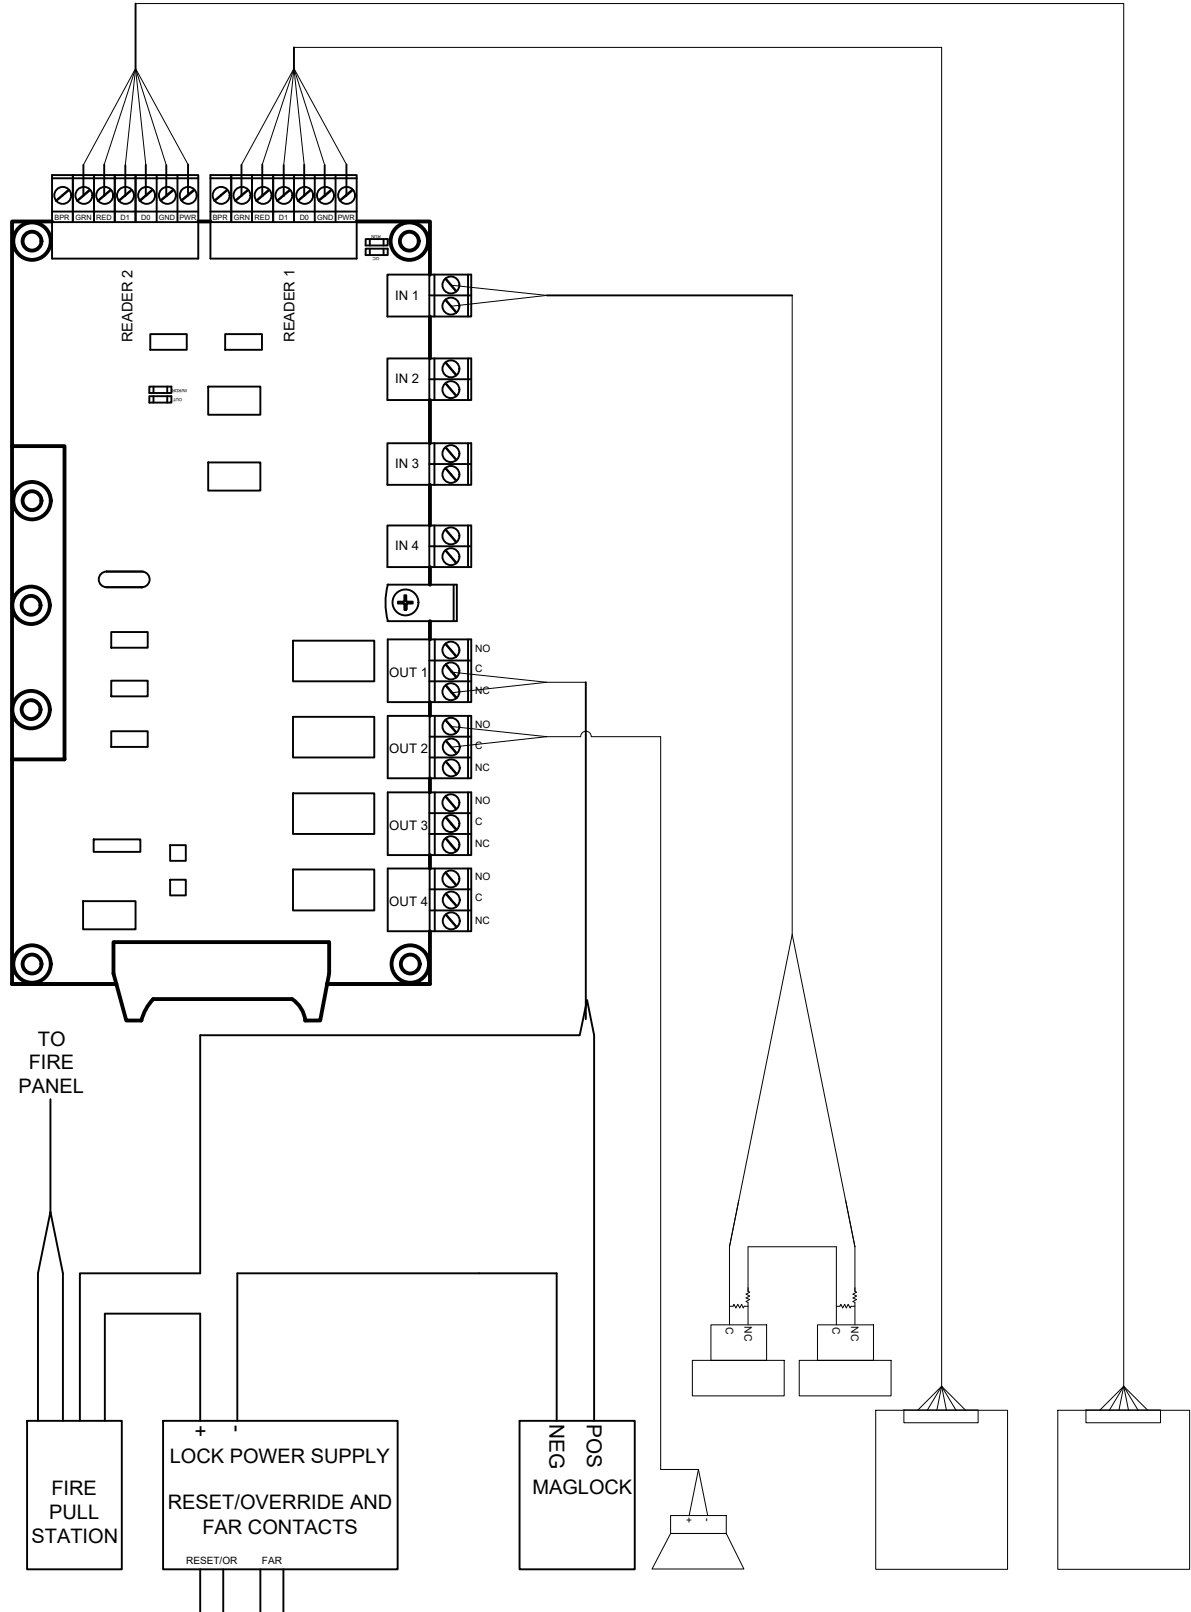 BPR GRN RED D1 D0 GND PWR
BPR GRN RED D1 D0 GND PWR
READER 2
READER 1
IN 1
IN 2
IN 3
IN 4
OUT 1
NO
C
NC
OUT 2
NO
C
NC
OUT 3
NO
C
NC
OUT 4
NO
C
NC
TO
FIRE
PANEL
C
NC
C
NC
FIRE
PULL
STATION
+ -
LOCK POWER SUPPLY
RESET/OVERRIDE AND
FAR CONTACTS
RESET/OR FAR
NEG
POS
MAGLOCK
+ -